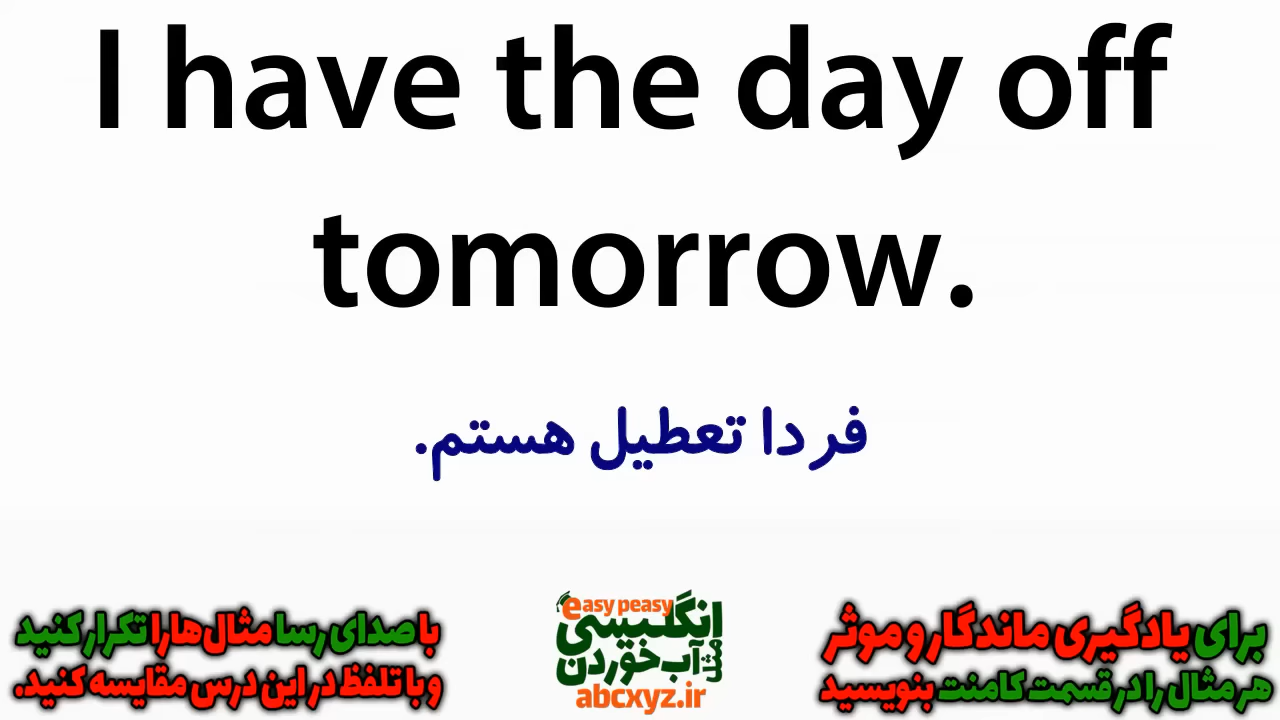 I have the day off
tomorrow.
فردا تعطیل هستم.
با صدای رسا مثال‌ها را تکرار کنید
و با تلفظ در این درس مقایسه کنید.
easy peasy
انگلیسی
مثل آب خوردن
abcxyz.ir
برای یادگیری ماندگار و موثر
هر مثال را در قسمت کامنت بنویسید